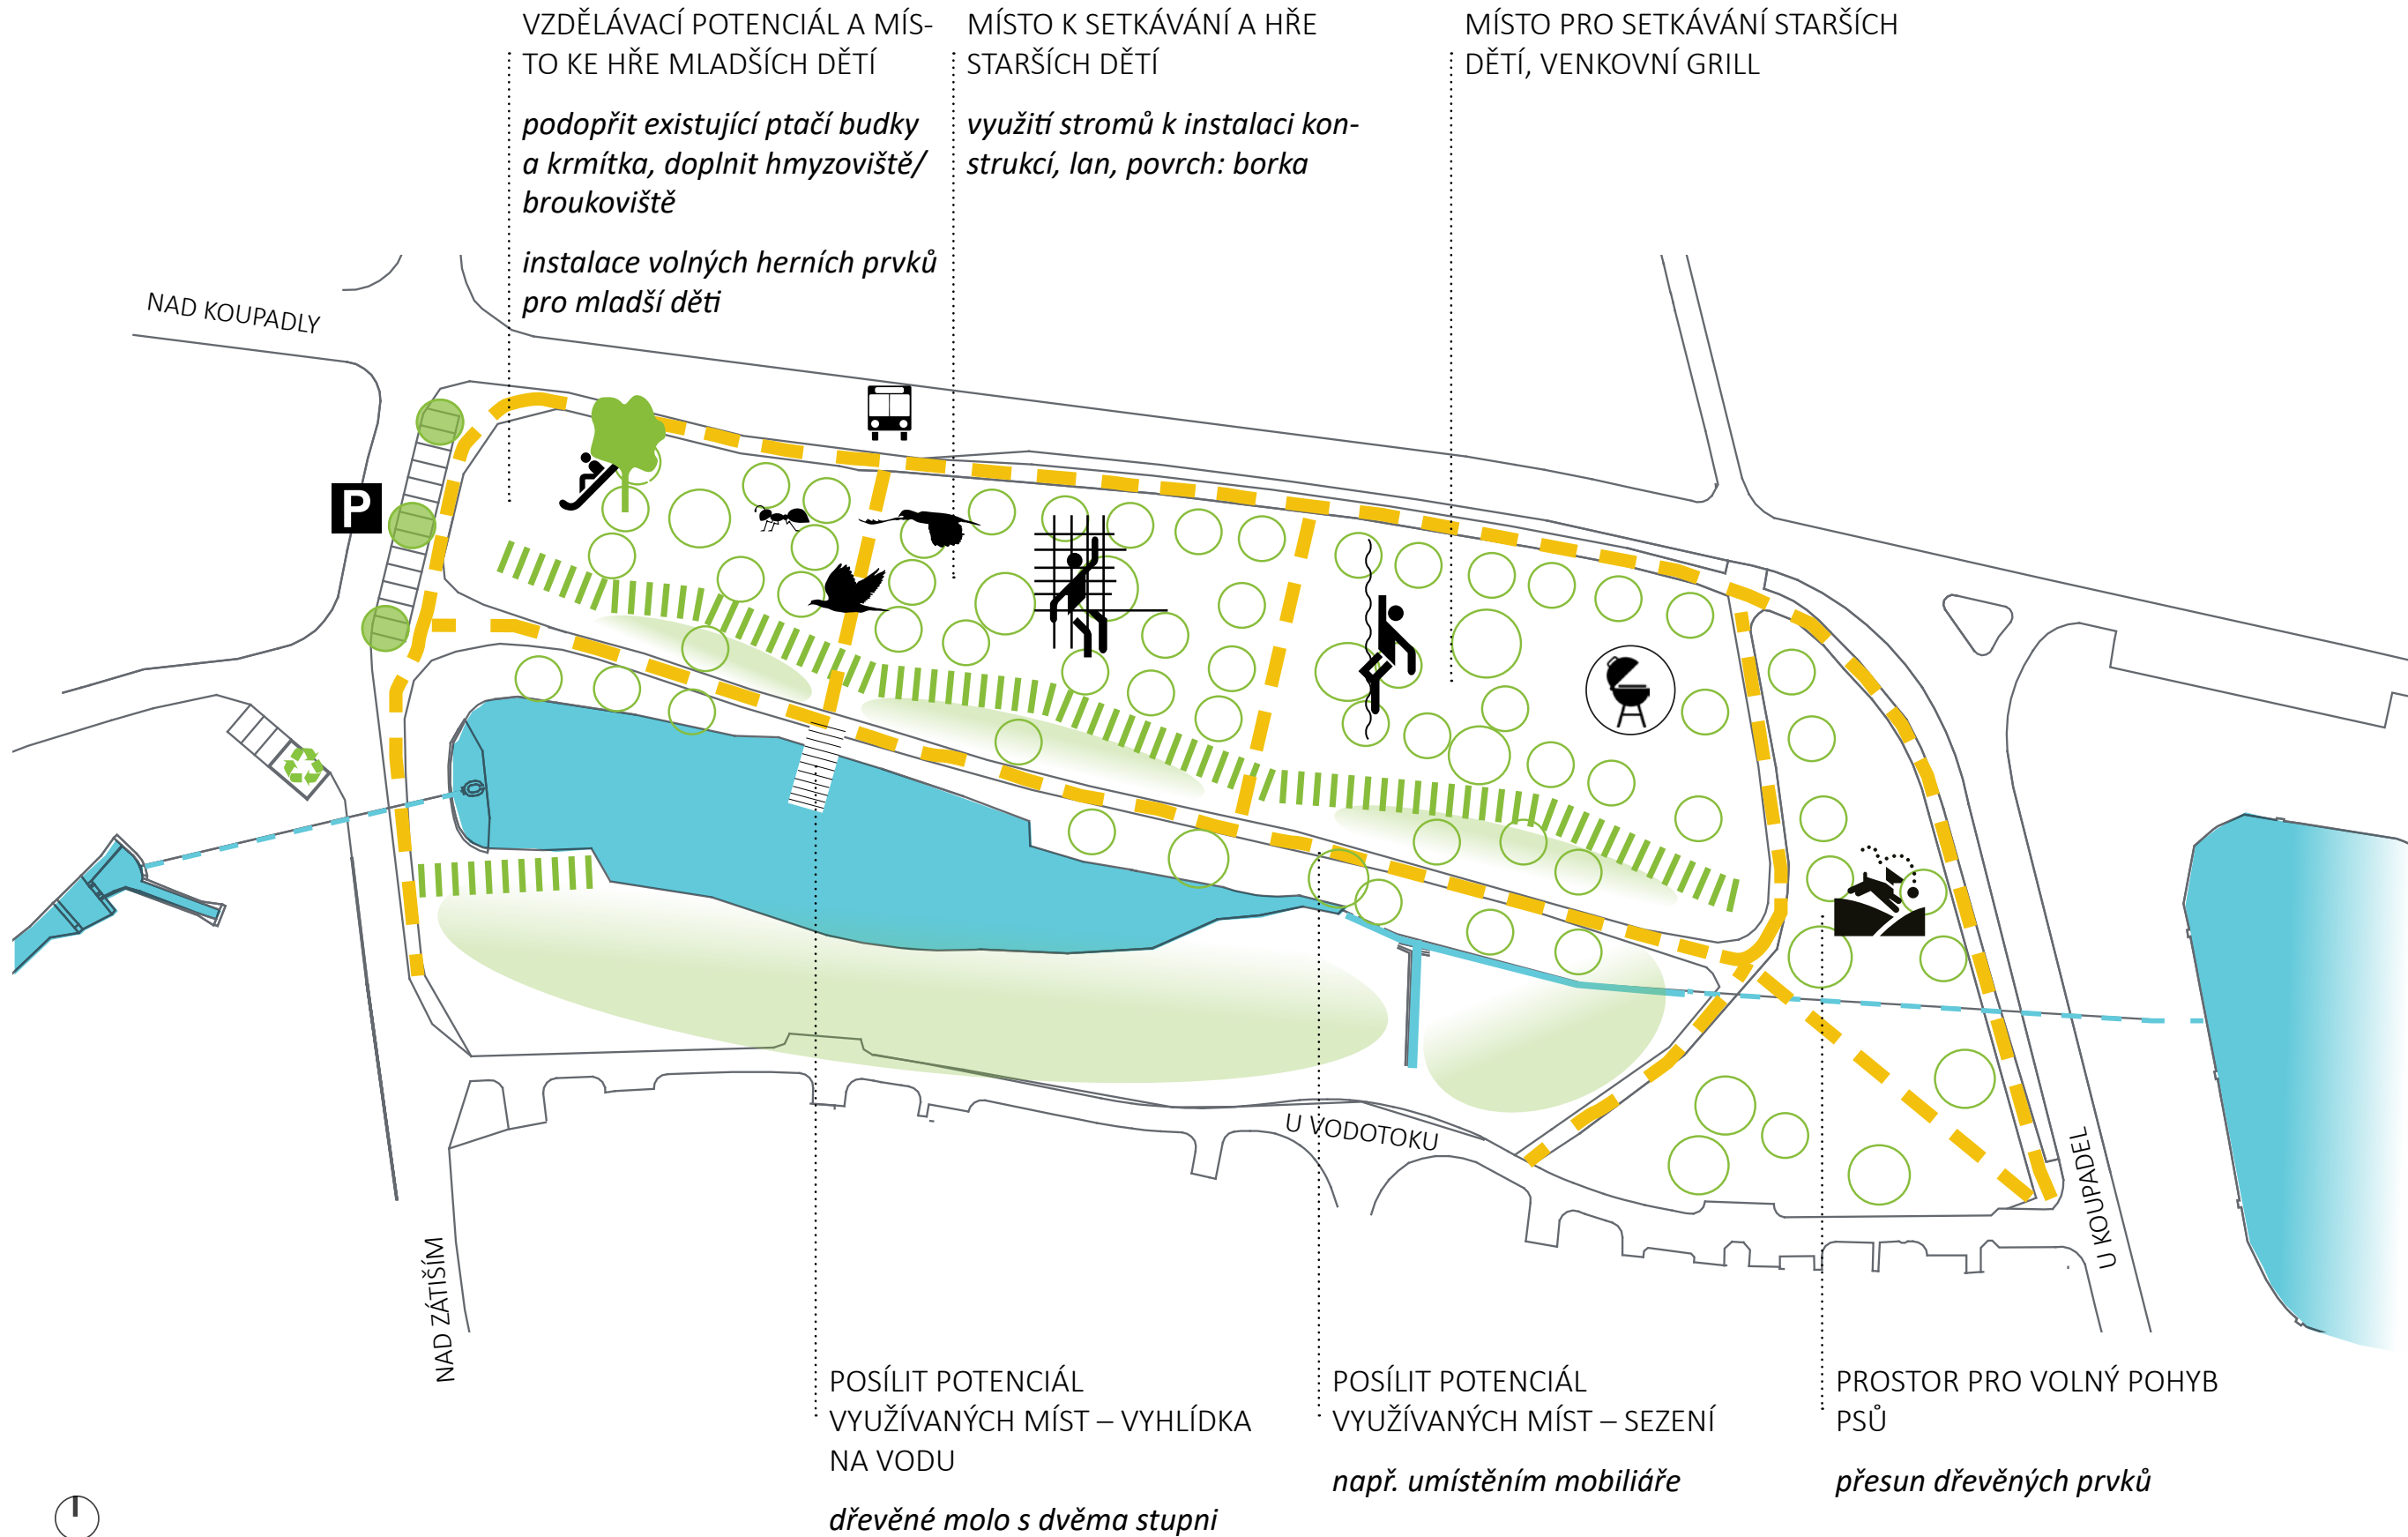 VZDĚLÁVACÍ POTENCIÁL A MÍS-
TO KE HŘE MLADŠÍCH DĚTÍ
podopřit existující ptačí budky
a krmítka, doplnit hmyzoviště/
broukoviště
instalace volných herních prvků
pro mladší děti
MÍSTO K SETKÁVÁNÍ A HŘE
STARŠÍCH DĚTÍ
využití stromů k instalaci kon-
strukcí, lan, povrch: borka
MÍSTO PRO SETKÁVÁNÍ STARŠÍCH
DĚTÍ, VENKOVNÍ GRILL
NAD KOUPADLY
P
U VODOTOKU
U KOUPADEL
NAD ZÁTIŠÍM
POSÍLIT POTENCIÁL
VYUŽÍVANÝCH MÍST – VYHLÍDKA
NA VODU
dřevěné molo s dvěma stupni
POSÍLIT POTENCIÁL
VYUŽÍVANÝCH MÍST – SEZENÍ
např. umístěním mobiliáře
PROSTOR PRO VOLNÝ POHYB
PSŮ
přesun dřevěných prvků